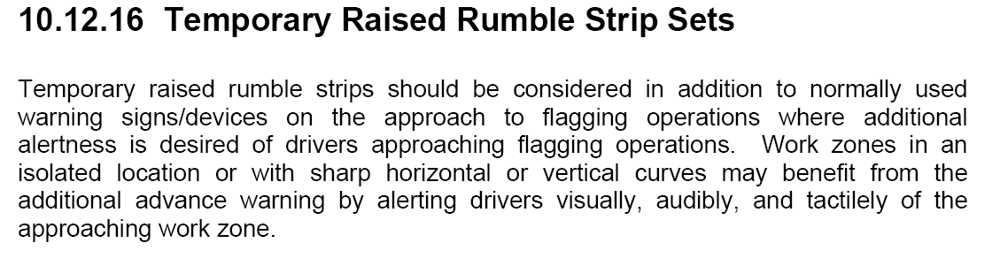 10.12.16 Temporary Raised Rumble Strip Sets
Temporary raised rumble strips should be considered in addition to normally used
warning signs/devices on the approach to flagging operations where additional
alertness is desired of drivers approaching flagging operations. Work zones in an
isolated location or with sharp horizontal or vertical curves may benefit from the
additional advance warning by alerting drivers visually, audibly, and tactilely of the
approaching work zone.